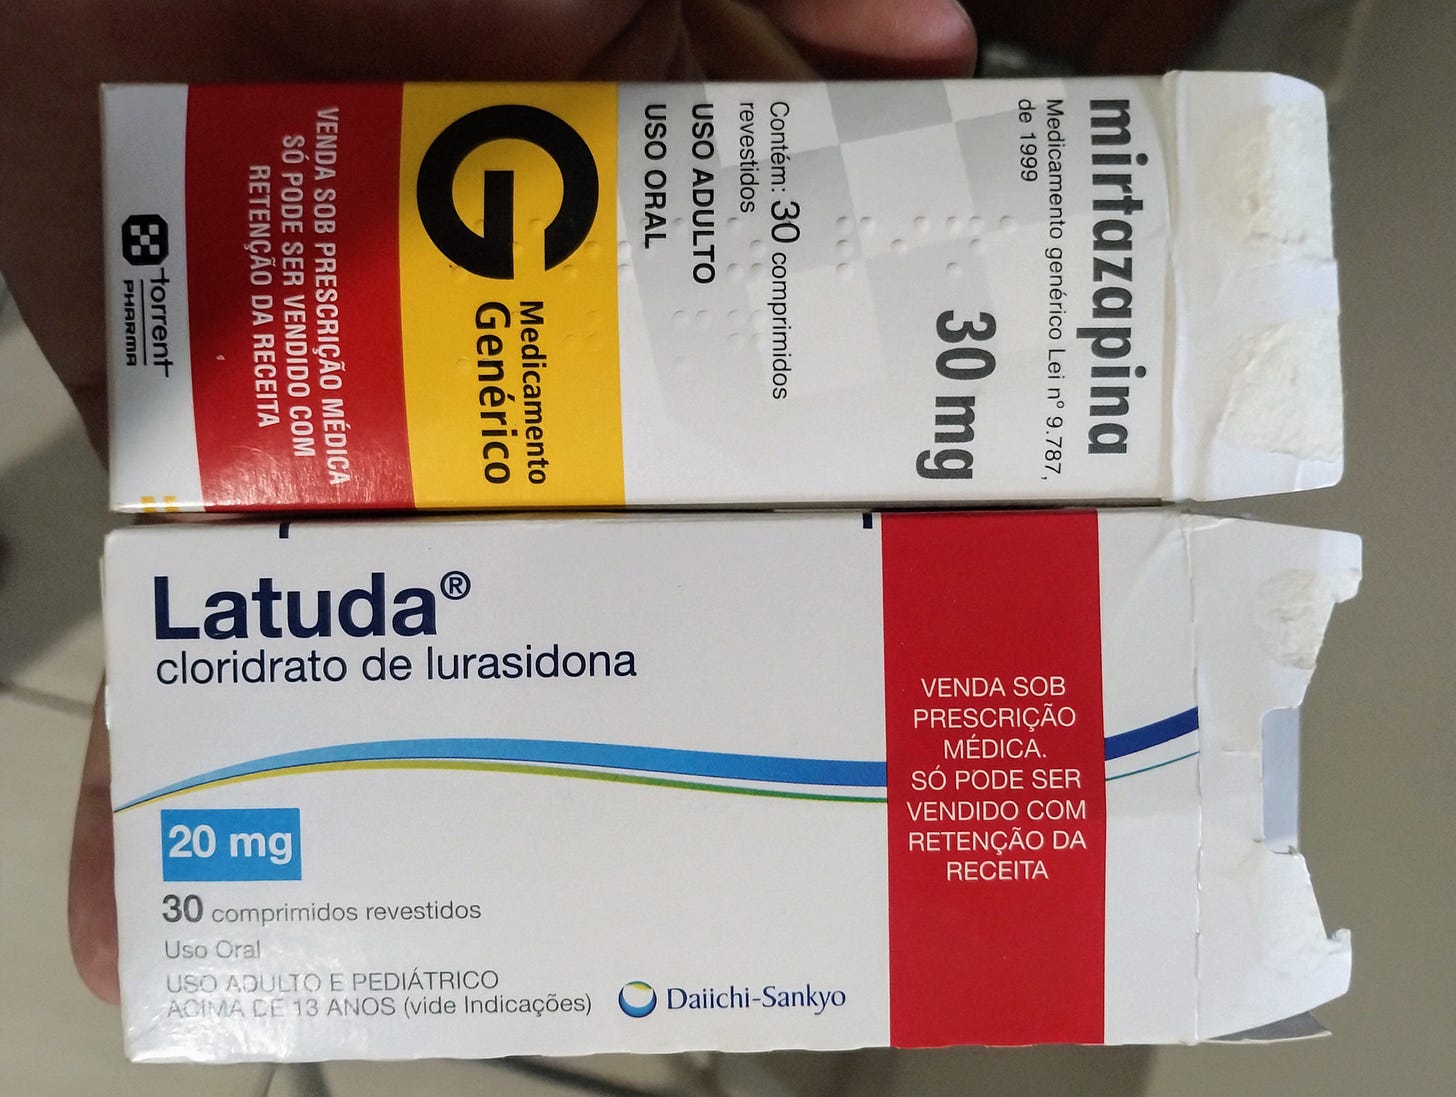 mirtazapina
Medicamento genérico Lei nº 9.787,
de 1999
30 mg
Contém: 30 comprimidos
revestidos
USO ADULTO
USO ORAL
G
Medicamento
Genérico
VENDA SOB PRESCRIÇÃO MÉDICA
SÓ PODE SER VENDIDO COM
RETENÇÃO DA RECEITA
torrent
PHARMA
Latuda®
cloridrato de lurasidona
20 mg
30 comprimidos revestidos
Uso Oral
USO ADULTO E PEDIÁTRICO
ACIMA DE 13 ANOS (vide Indicações)
Daiichi-Sankyo
VENDA SOB
PRESCRIÇÃO
MÉDICA.
SÓ PODE SER
VENDIDO COM
RETENÇÃO DA
RECEITA